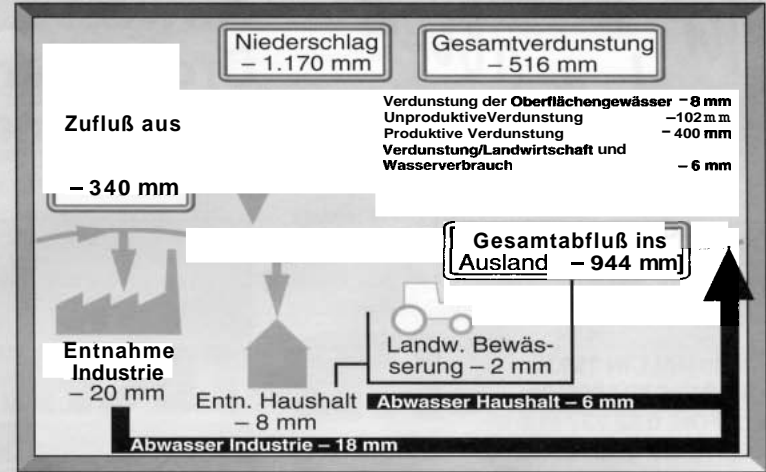 Niederschlag
– 1.170 mm
Gesamtverdunstung
– 516 mm
Zufluß aus
– 340 mm
Verdunstung der Oberflächengewässer – 8 mm
UnproduktiveVerdunstung –102mm
Produktive Verdunstung – 400 mm
Verdunstung/Landwirtschaft und
Wasserverbrauch – 6 mm
Gesamtabfluß ins
Ausland – 944 mm]
Entnahme
Industrie
– 20 mm
Entn. Haushalt
– 8 mm
Landw. Bewäs-
serung – 2 mm
Abwasser Haushalt – 6 mm
Abwasser Industrie – 18 mm